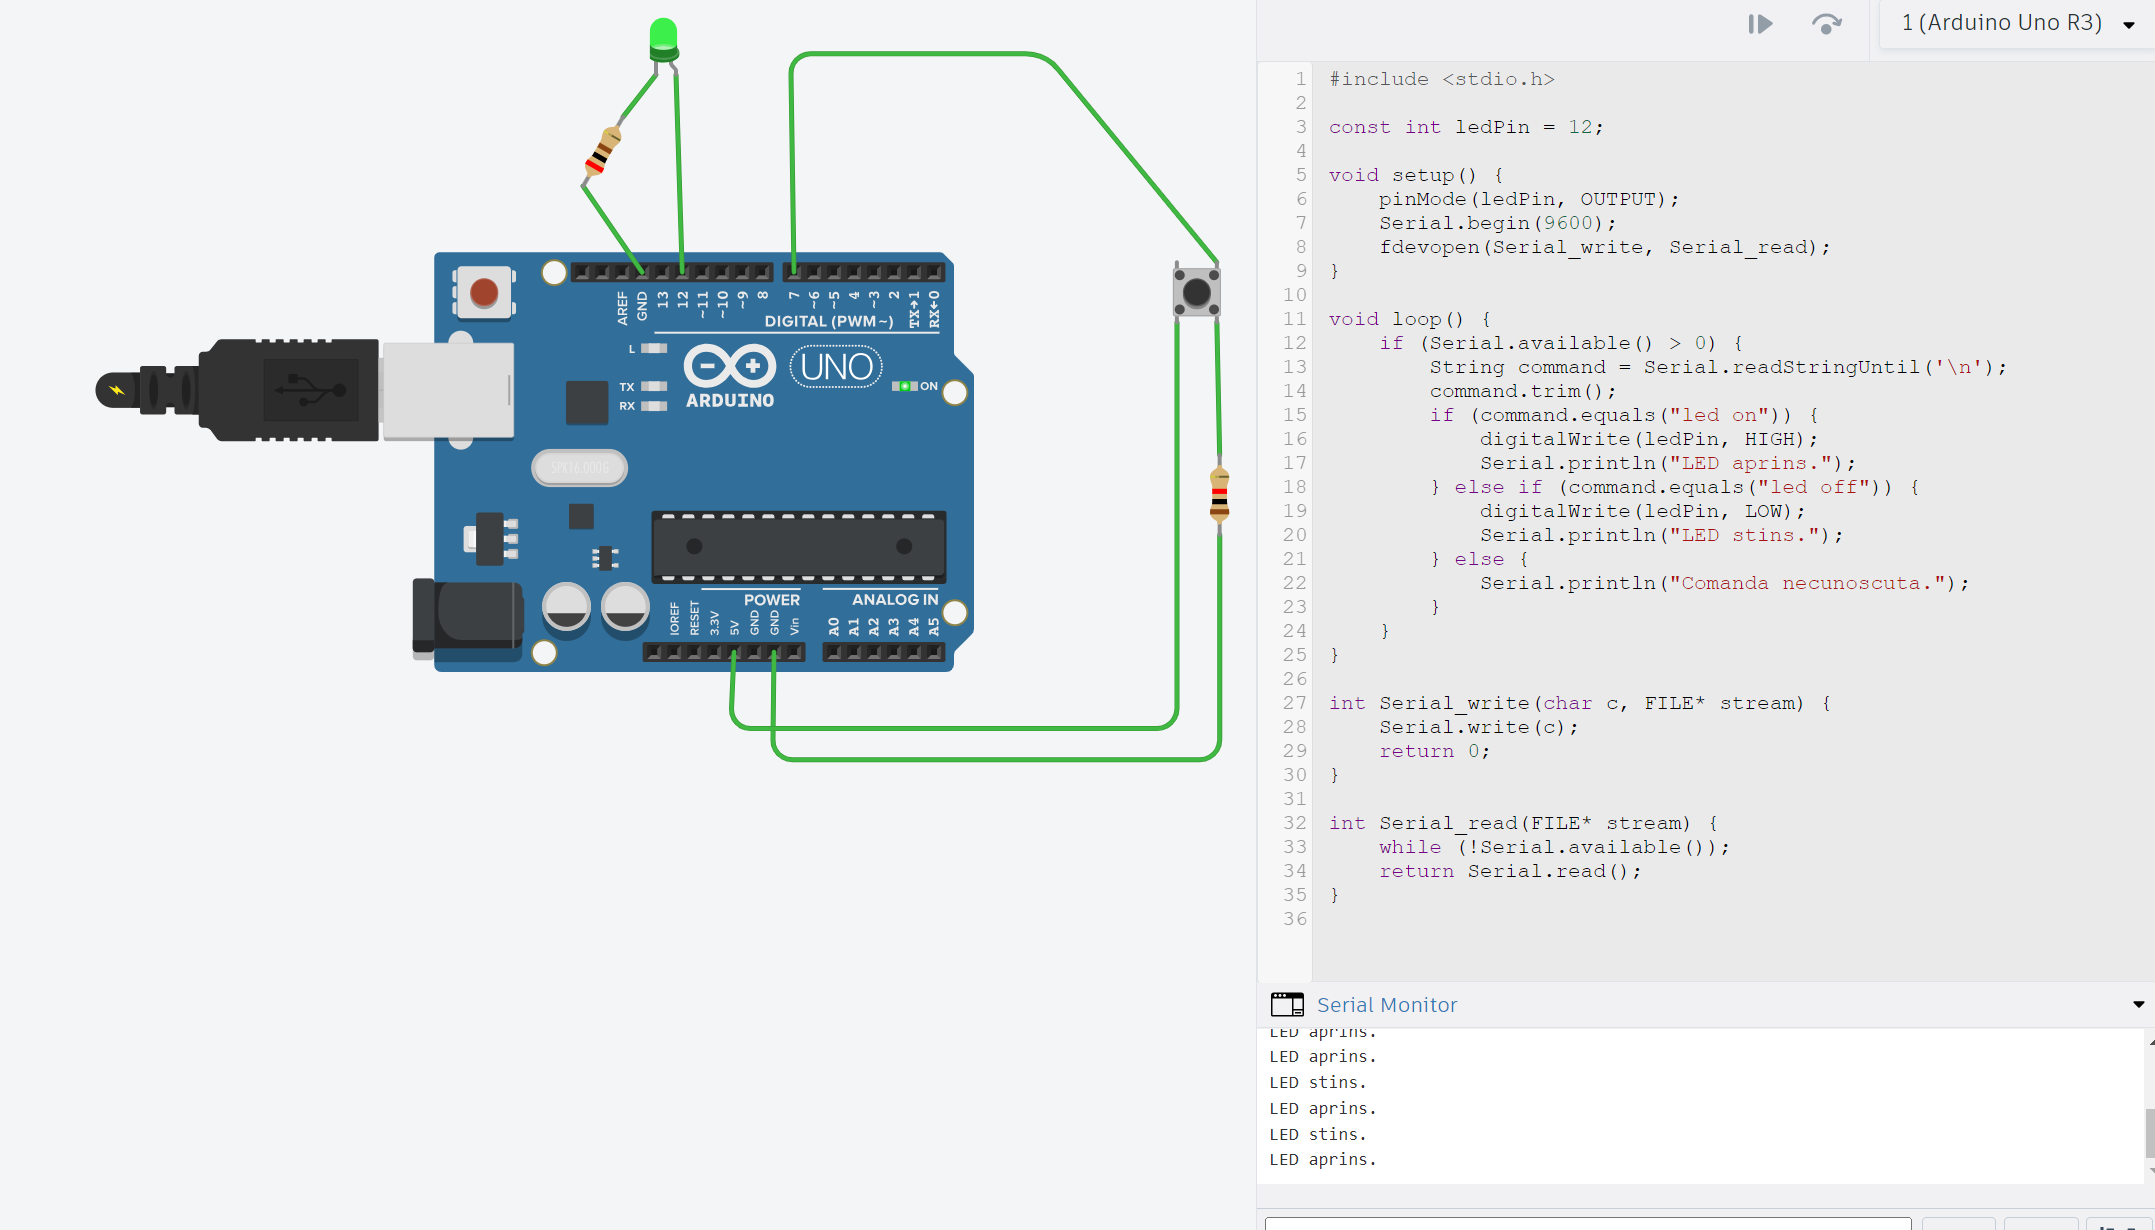 1 (Arduino Uno R3)
1 #include <stdio.h>
2
3 const int ledPin = 12;
4
5 void setup() {
6 pinMode(ledPin, OUTPUT);
7 Serial.begin(9600);
8 fdevopen(Serial_write, Serial_read);
9 }
10
11 void loop() {
12 if (Serial.available() > 0) {
13 String command = Serial.readStringUntil('\n');
14 command.trim();
15 if (command.equals("led on")) {
16 digitalWrite(ledPin, HIGH);
17 Serial.println("LED aprins.");
18 } else if (command.equals("led off")) {
19 digitalWrite(ledPin, LOW);
20 Serial.println("LED stins.");
21 } else {
22 Serial.println("Comanda necunoscuta.");
23 }
24 }
25 }
26
27 int Serial_write(char c, FILE* stream) {
28 Serial.write(c);
29 return 0;
30 }
31
32 int Serial_read(FILE* stream) {
33 while (!Serial.available());
34 return Serial.read();
35 }
36
Serial Monitor
LED aprins.
LED aprins.
LED stins.
LED aprins.
LED stins.
LED aprins.
AREF GND 13 12 ~11 ~10 ~9 8 7 ~6 ~5 4 ~3 2 TX→1 RX←0
DIGITAL (PWM~)
L
TX
RX
UNO
ARDUINO
ON
SPK16.000G
POWER
ANALOG IN
IOREF RESET 3.3V 5V GND GND Vin A0 A1 A2 A3 A4 A5